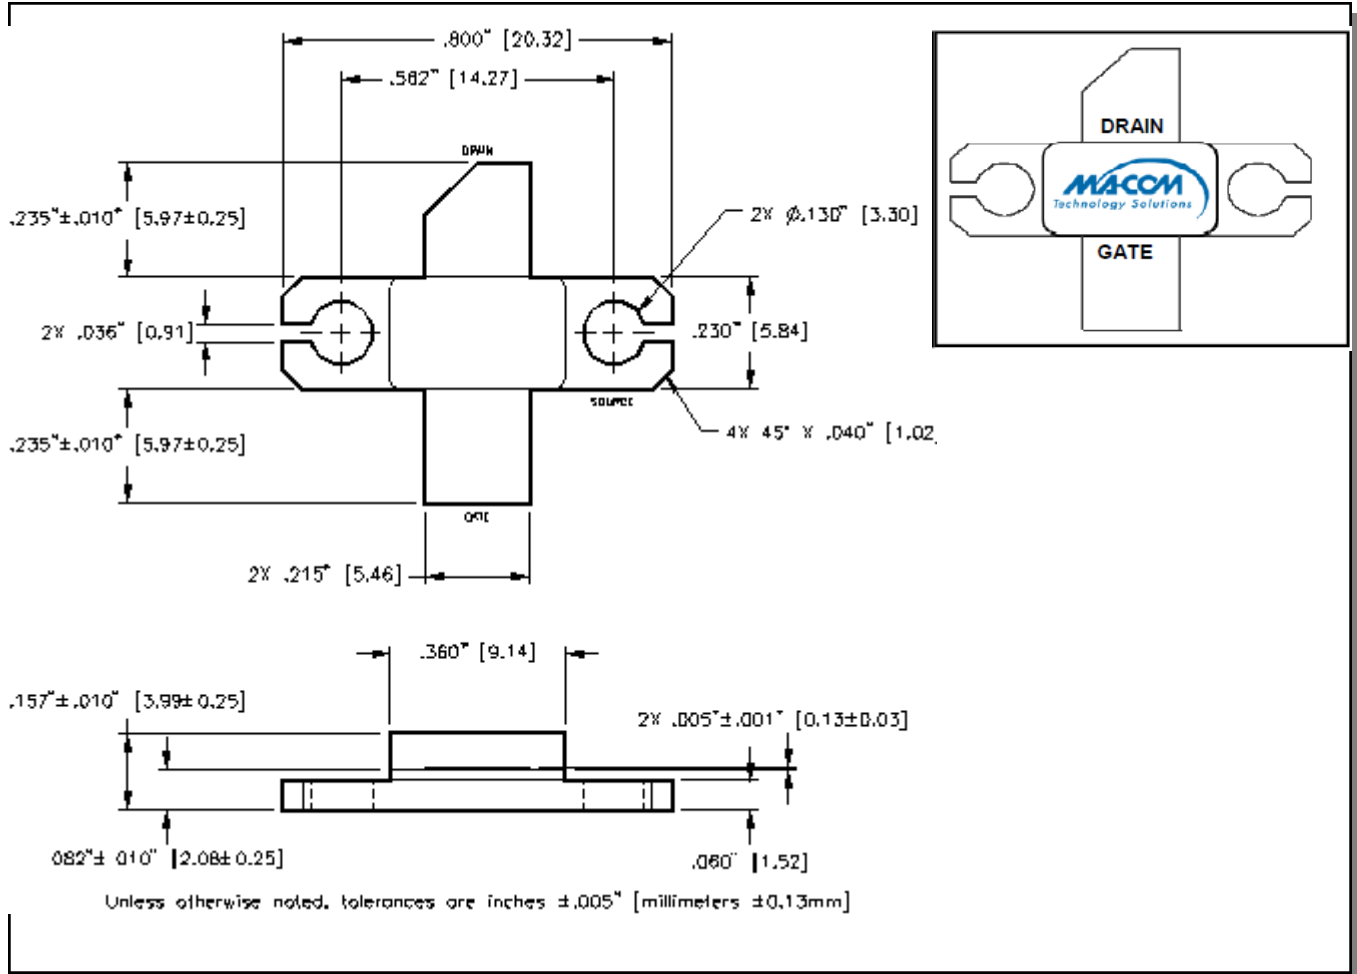 .800" [20.32]
.562" [14.27]
DRAIN
.235"±.010" [5.97±0.25]
2X Ø.130" [3.30]
2X .036" [0.91]
.230" [5.84]
SOURCE
.235"±.010" [5.97±0.25]
4X 45° X .040" [1.02
GATE
2X .215" [5.46]
DRAIN
MACOM
Technology Solutions
GATE
.360" [9.14]
.157"±.010" [3.99±0.25]
2X .005"±.001" [0.13±0.03]
082"± 010" [2.08±0.25]
.060" [1.52]
Unless otherwise noted, tolerances are inches ±.005" [millimeters ±0.13mm]